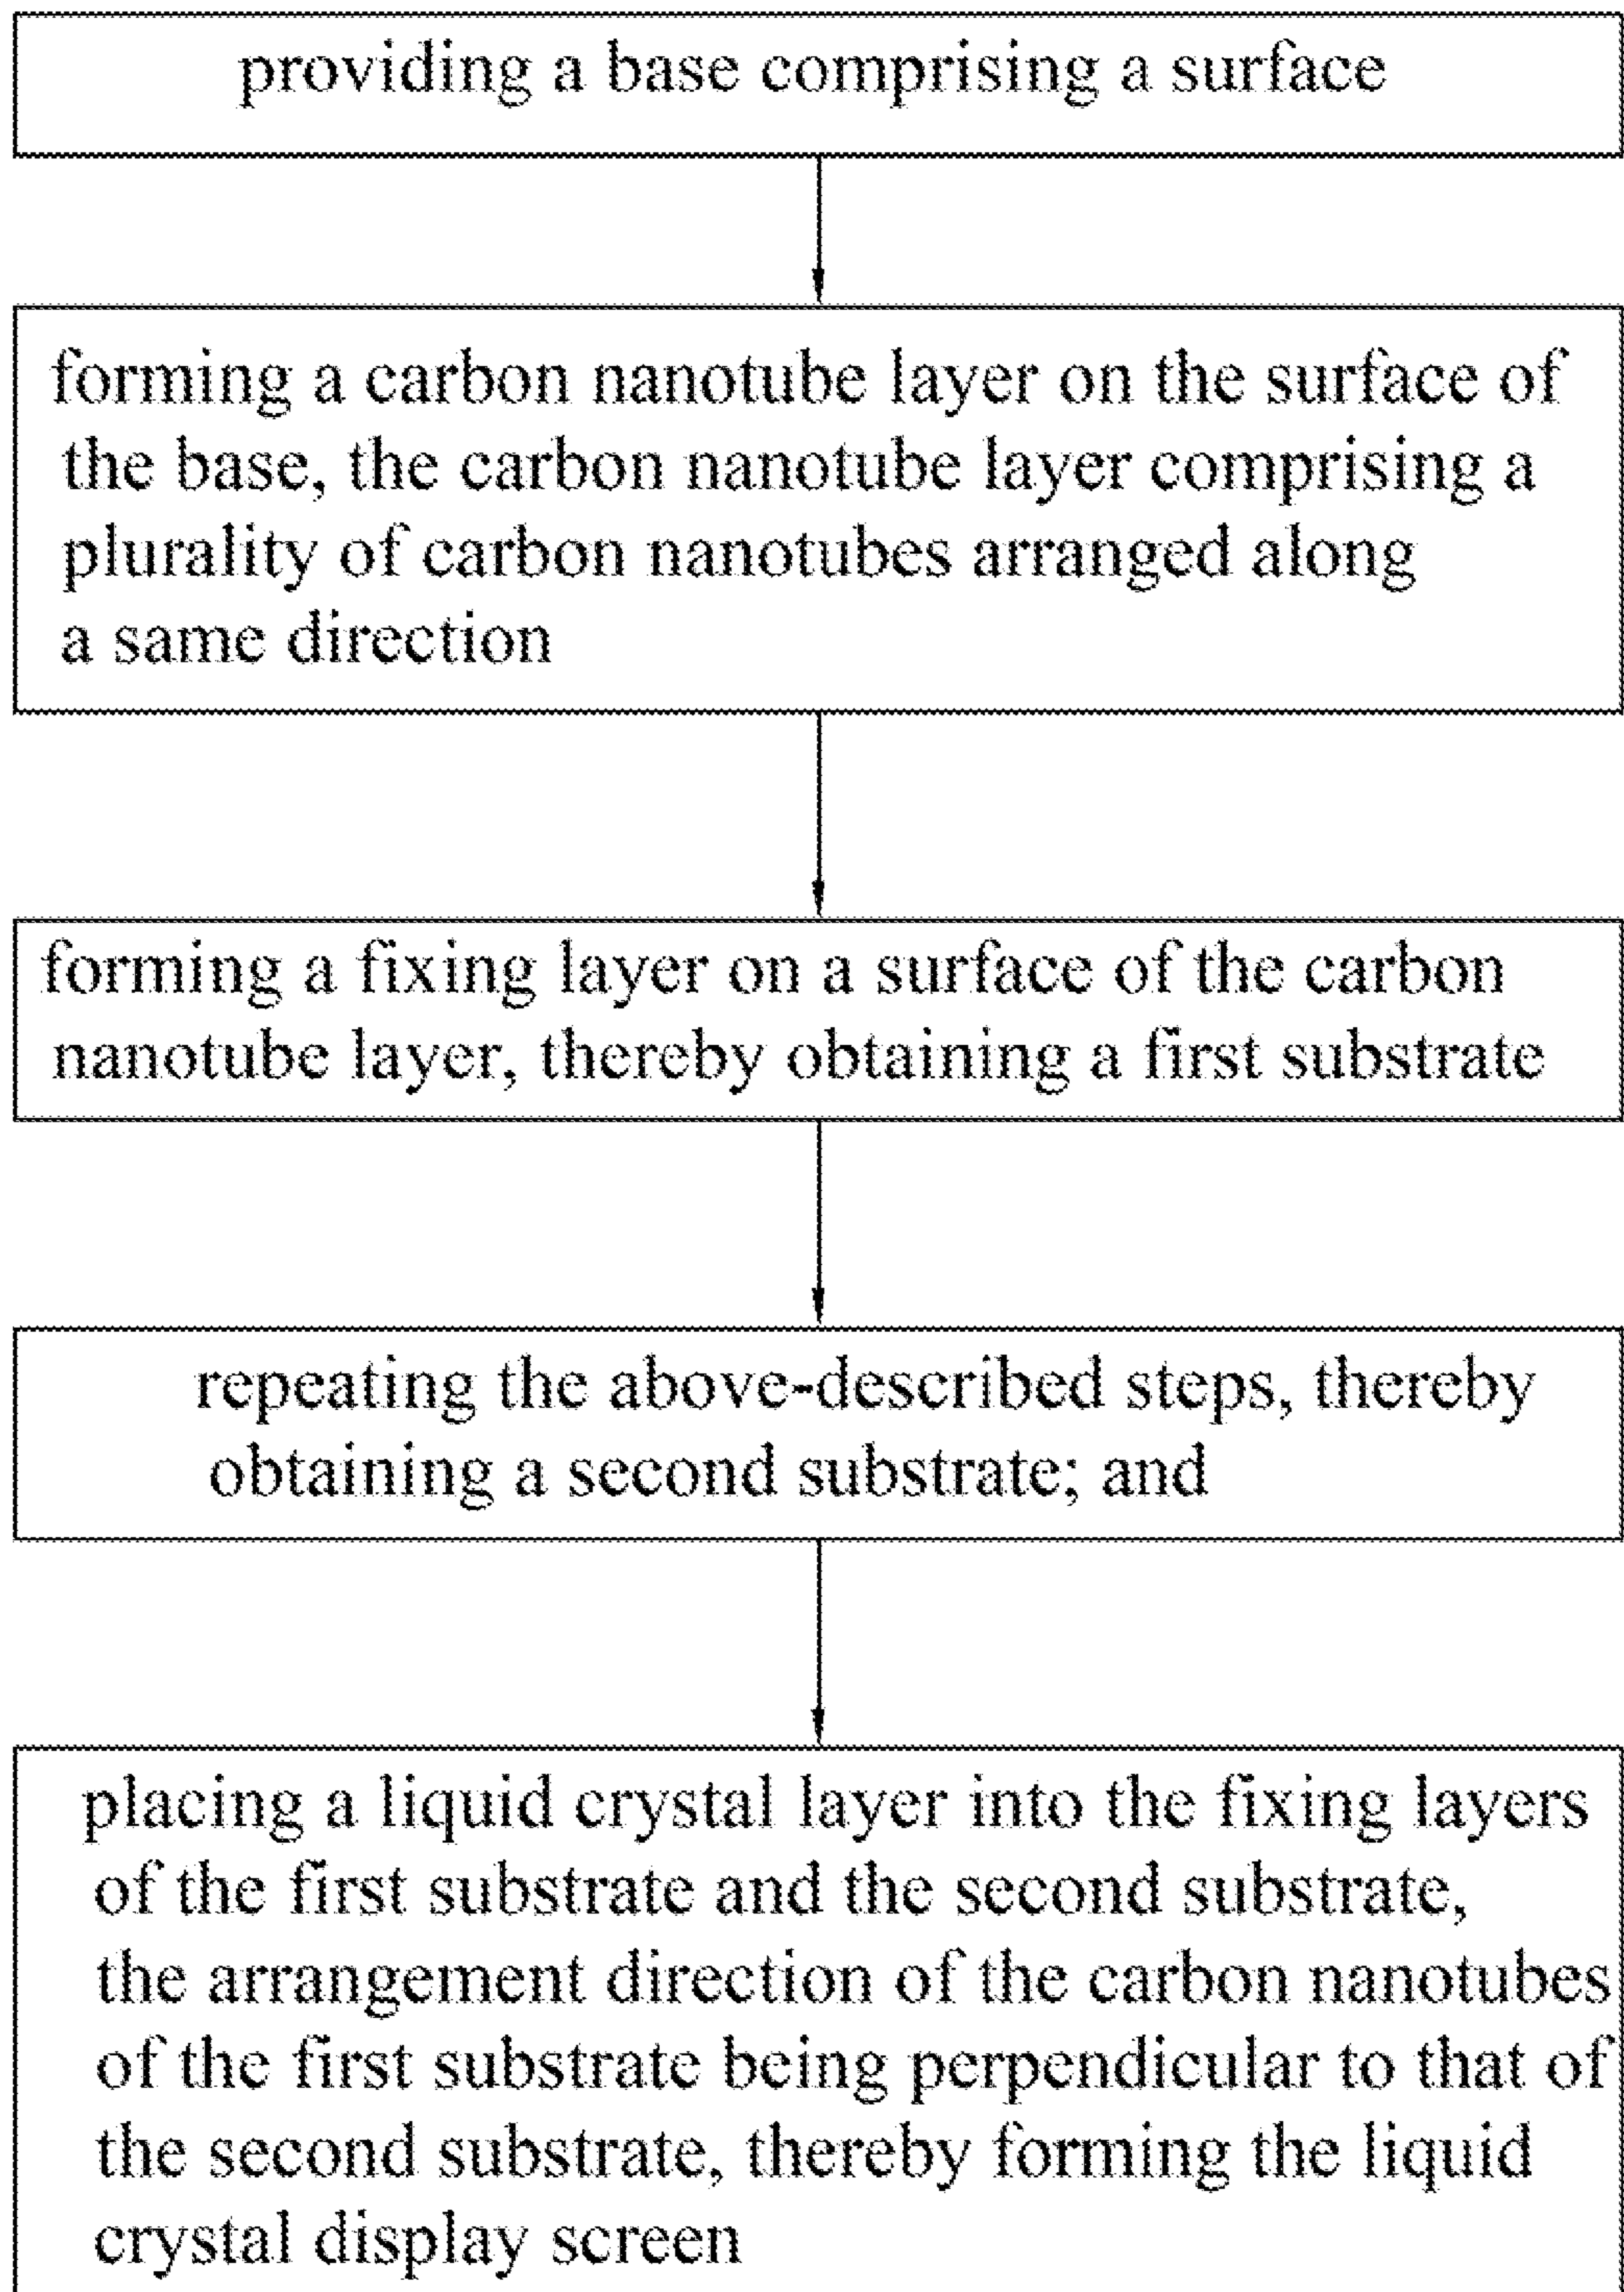 providing a base comprising a surface
forming a carbon nanotube layer on the surface of
the base, the carbon nanotube layer comprising a
plurality of carbon nanotubes arranged along
a same direction
forming a fixing layer on a surface of the carbon
nanotube layer, thereby obtaining a first substrate
repeating the above-described steps, thereby
obtaining a second substrate; and
placing a liquid crystal layer into the fixing layers
of the first substrate and the second substrate,
the arrangement direction of the carbon nanotubes
of the first substrate being perpendicular to that of
the second substrate, thereby forming the liquid
crystal display screen